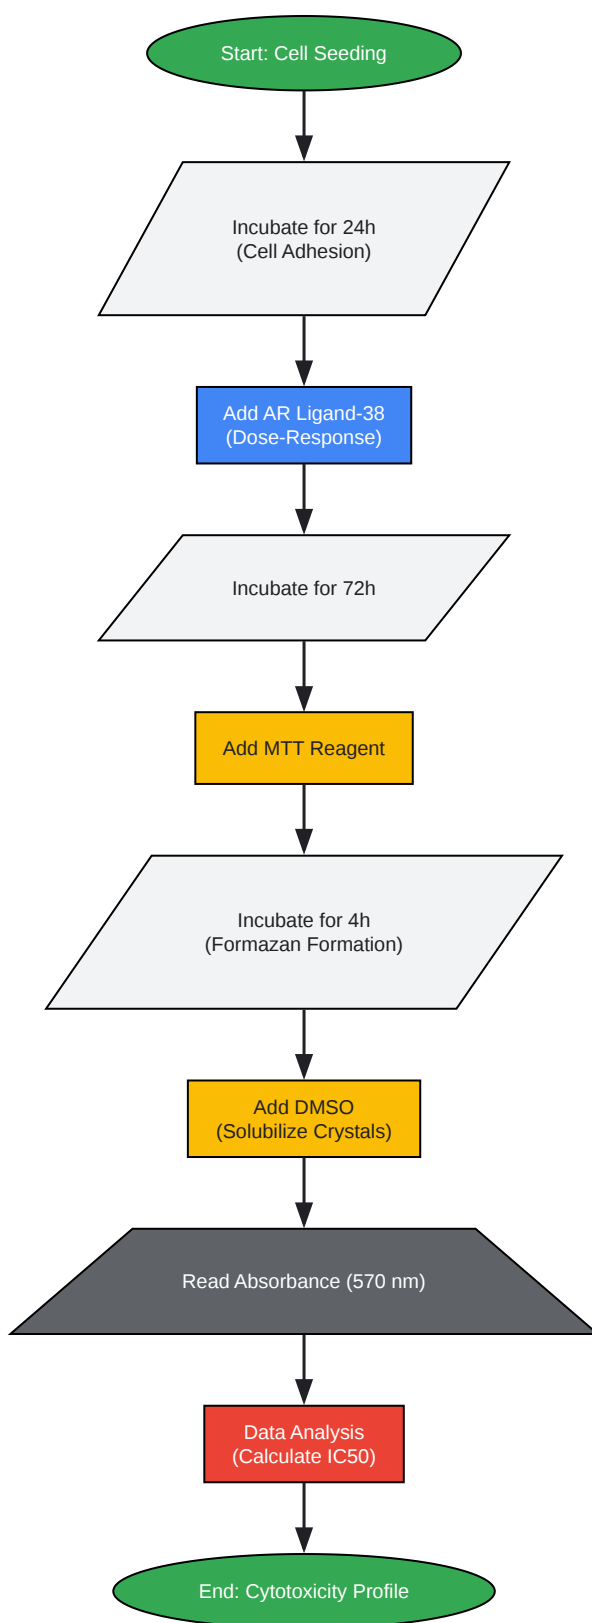 Start: Cell Seeding
Incubate for 24h
(Cell Adhesion)
Add AR Ligand-38
(Dose-Response)
Incubate for 72h
Add MTT Reagent
Incubate for 4h
(Formazan Formation)
Add DMSO
(Solubilize Crystals)
Read Absorbance (570 nm)
Data Analysis
(Calculate IC50)
End: Cytotoxicity Profile